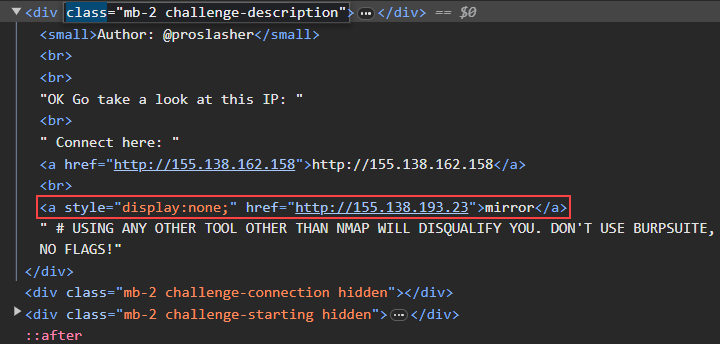 <div class="mb-2 challenge-description"> ⋯ </div> == $0
<small>Author: @proslasher</small>
<br>
<br>
"OK Go take a look at this IP: "
<br>
" Connect here: "
<a href="http://155.138.162.158">http://155.138.162.158</a>
<br>
<a style="display:none;" href="http://155.138.193.23">mirror</a>
" # USING ANY OTHER TOOL OTHER THAN NMAP WILL DISQUALIFY YOU. DON'T USE BURPSUITE,
NO FLAGS!"
</div>
<div class="mb-2 challenge-connection hidden"></div>
<div class="mb-2 challenge-starting hidden"> ⋯ </div>
::after